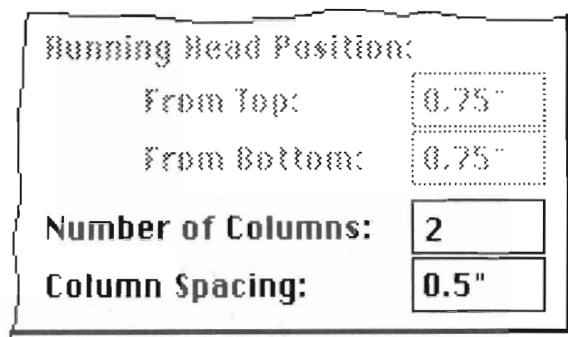 Running Head Position:
From Top: 0.75"
From Bottom: 0.75"
Number of Columns: 2
Column Spacing: 0.5"